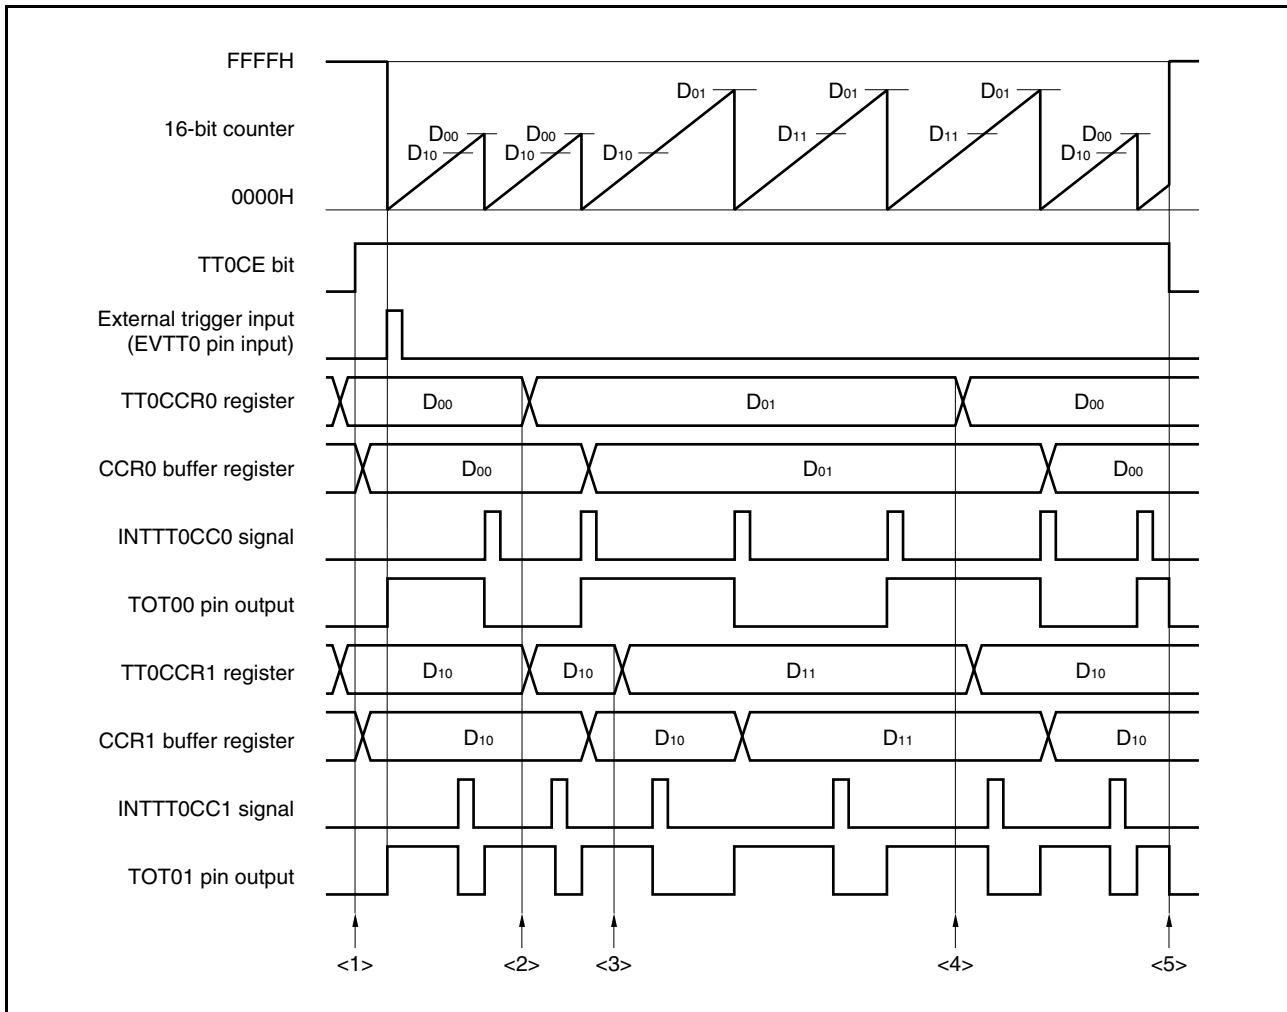 FFFFH
D01 D01 D01
16-bit counter
D00 D00 D11 D11 D00
D10 D10 D10 D10
0000H
TT0CE bit
External trigger input
(EVTT0 pin input)
TT0CCR0 register D00 D01 D00
CCR0 buffer register D00 D01 D00
INTTT0CC0 signal
TOT00 pin output
TT0CCR1 register D10 D10 D11 D10
CCR1 buffer register D10 D10 D11 D10
INTTT0CC1 signal
TOT01 pin output
<1> <2> <3> <4> <5>